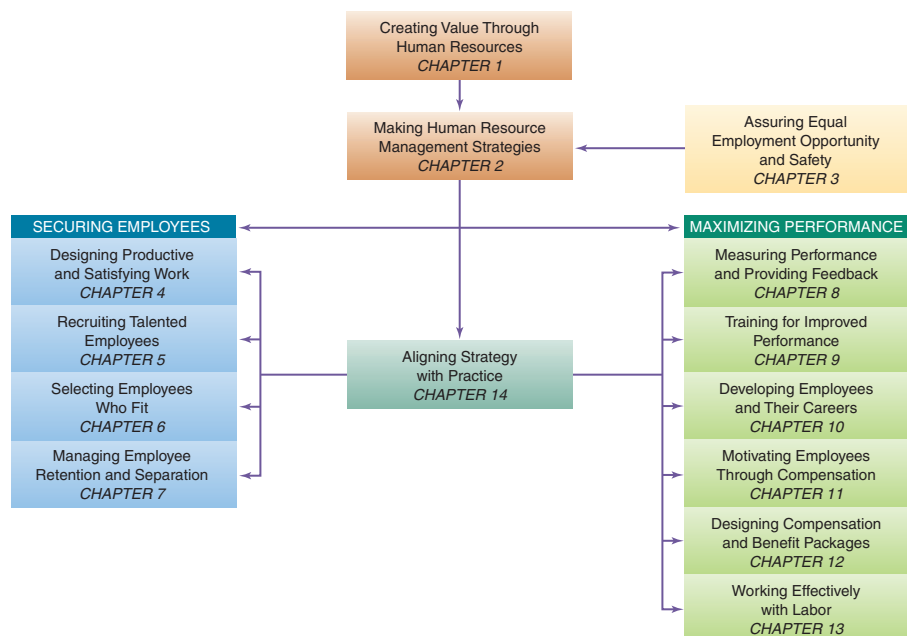 Creating Value Through
Human Resources
CHAPTER 1
Making Human Resource
Management Strategies
CHAPTER 2
Assuring Equal
Employment Opportunity
and Safety
CHAPTER 3
SECURING EMPLOYEES
Designing Productive
and Satisfying Work
CHAPTER 4
Recruiting Talented
Employees
CHAPTER 5
Selecting Employees
Who Fit
CHAPTER 6
Managing Employee
Retention and Separation
CHAPTER 7
Aligning Strategy
with Practice
CHAPTER 14
MAXIMIZING PERFORMANCE
Measuring Performance
and Providing Feedback
CHAPTER 8
Training for Improved
Performance
CHAPTER 9
Developing Employees
and Their Careers
CHAPTER 10
Motivating Employees
Through Compensation
CHAPTER 11
Designing Compensation
and Benefit Packages
CHAPTER 12
Working Effectively
with Labor
CHAPTER 13